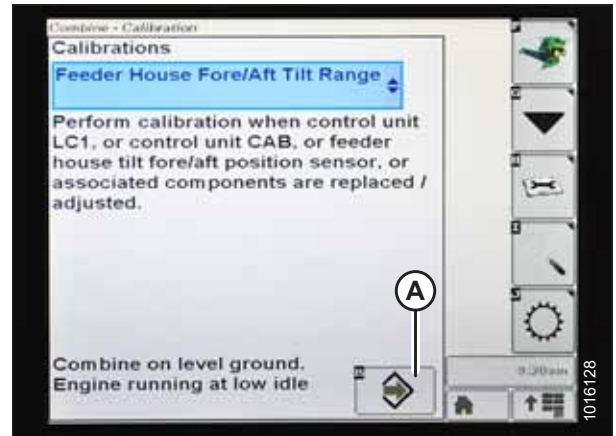 Combine - Calibration
Calibrations
Feeder House Fore/Aft Tilt Range
Perform calibration when control unit
LC1, or control unit CAB, or feeder
house tilt fore/aft position sensor, or
associated components are replaced /
adjusted.
A
Combine on level ground.
Engine running at low idle
9:20am
1016128